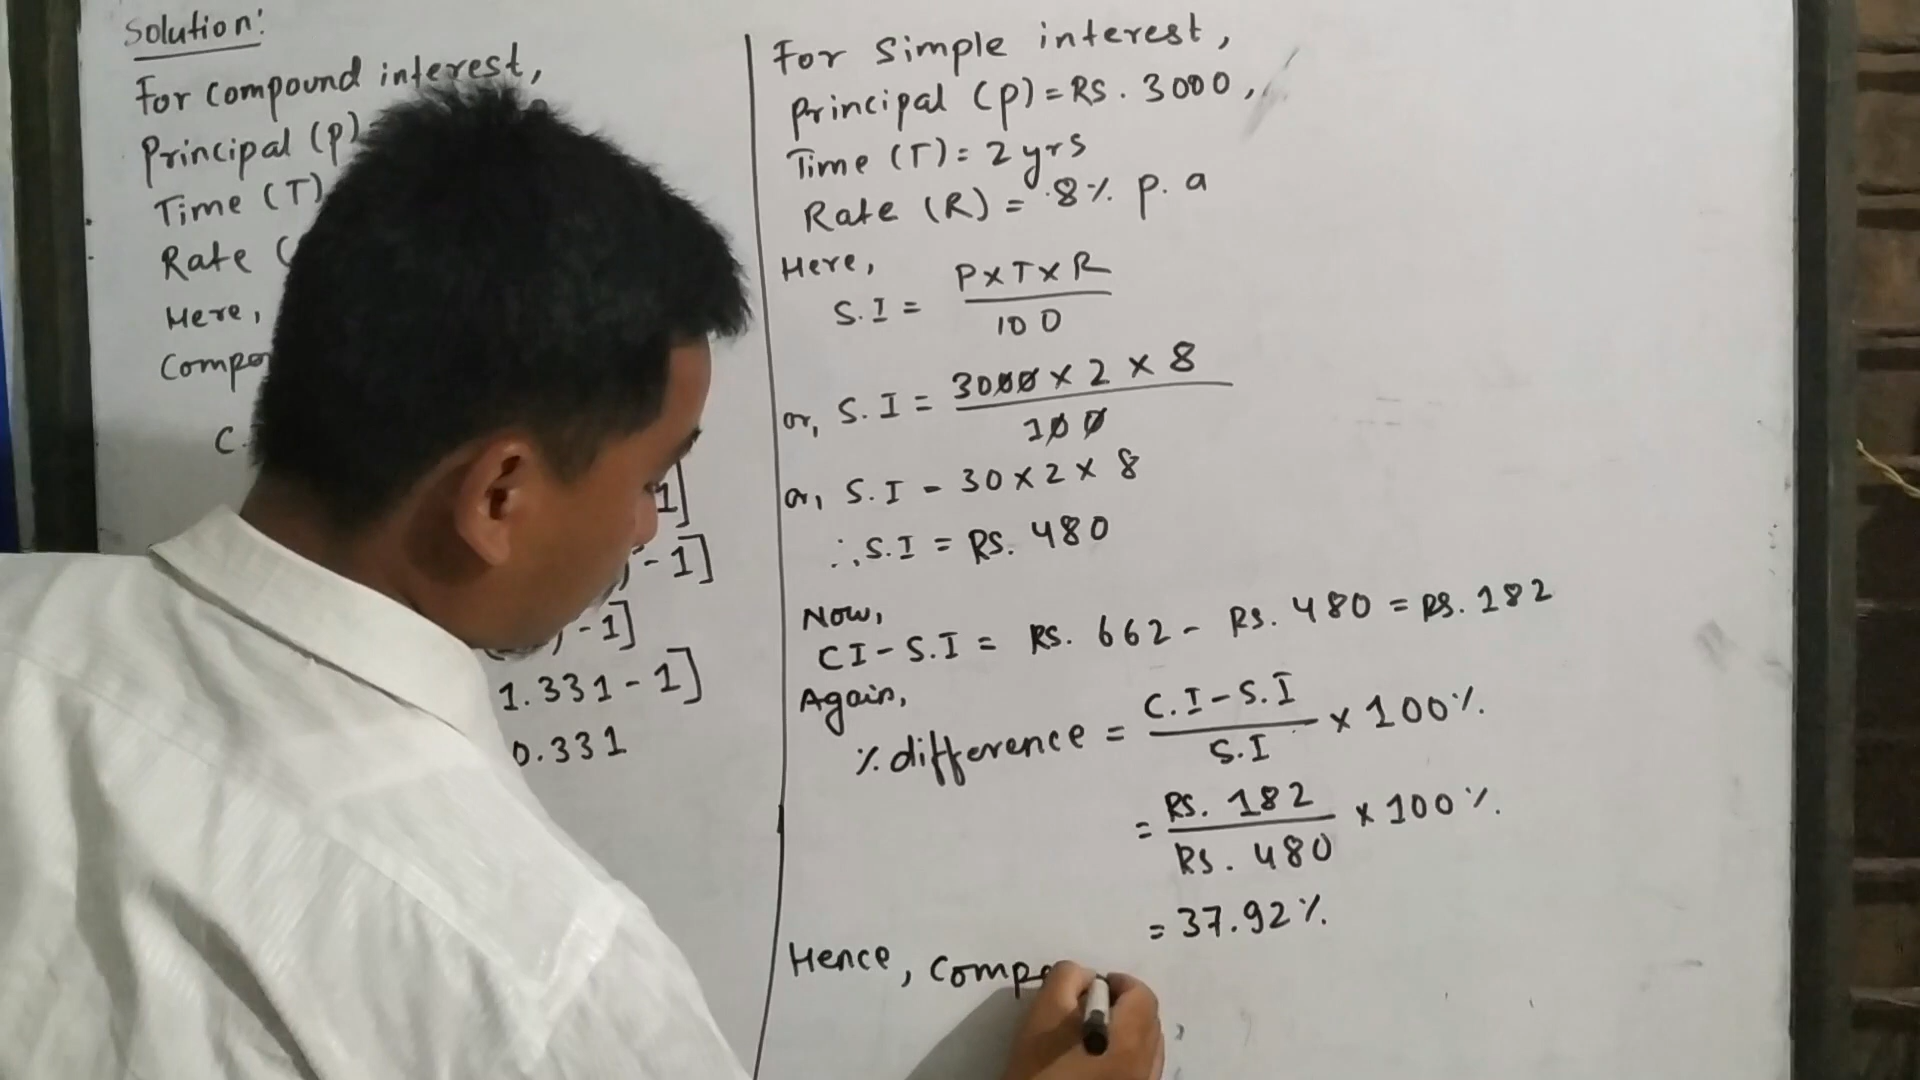 Solution:
For compound interest,
Principal (P)
Time (T)
Rate (
Here,
Compo
C.
1]
) - 1]
) - 1]
1.331 - 1]
0.331
For Simple interest,
Principal (P) = RS. 3000,
Time (T) = 2 yrs
Rate (R) = 8% p.a
Here,
S.I = P x T x R / 100
or, S.I = 3000 x 2 x 8 / 100
or, S.I = 30 x 2 x 8
∴ S.I = RS. 480
Now,
CI - S.I = RS. 662 - RS. 480 = RS. 182
Again,
% difference = C.I - S.I / S.I x 100%
= RS. 182 / RS. 480 x 100%
= 37.92%
Hence, Comp